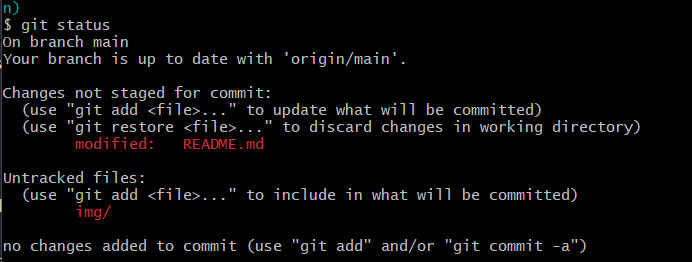 n)
$ git status
On branch main
Your branch is up to date with 'origin/main'.

Changes not staged for commit:
  (use "git add <file>..." to update what will be committed)
  (use "git restore <file>..." to discard changes in working directory)
        modified:   README.md

Untracked files:
  (use "git add <file>..." to include in what will be committed)
        img/

no changes added to commit (use "git add" and/or "git commit -a")